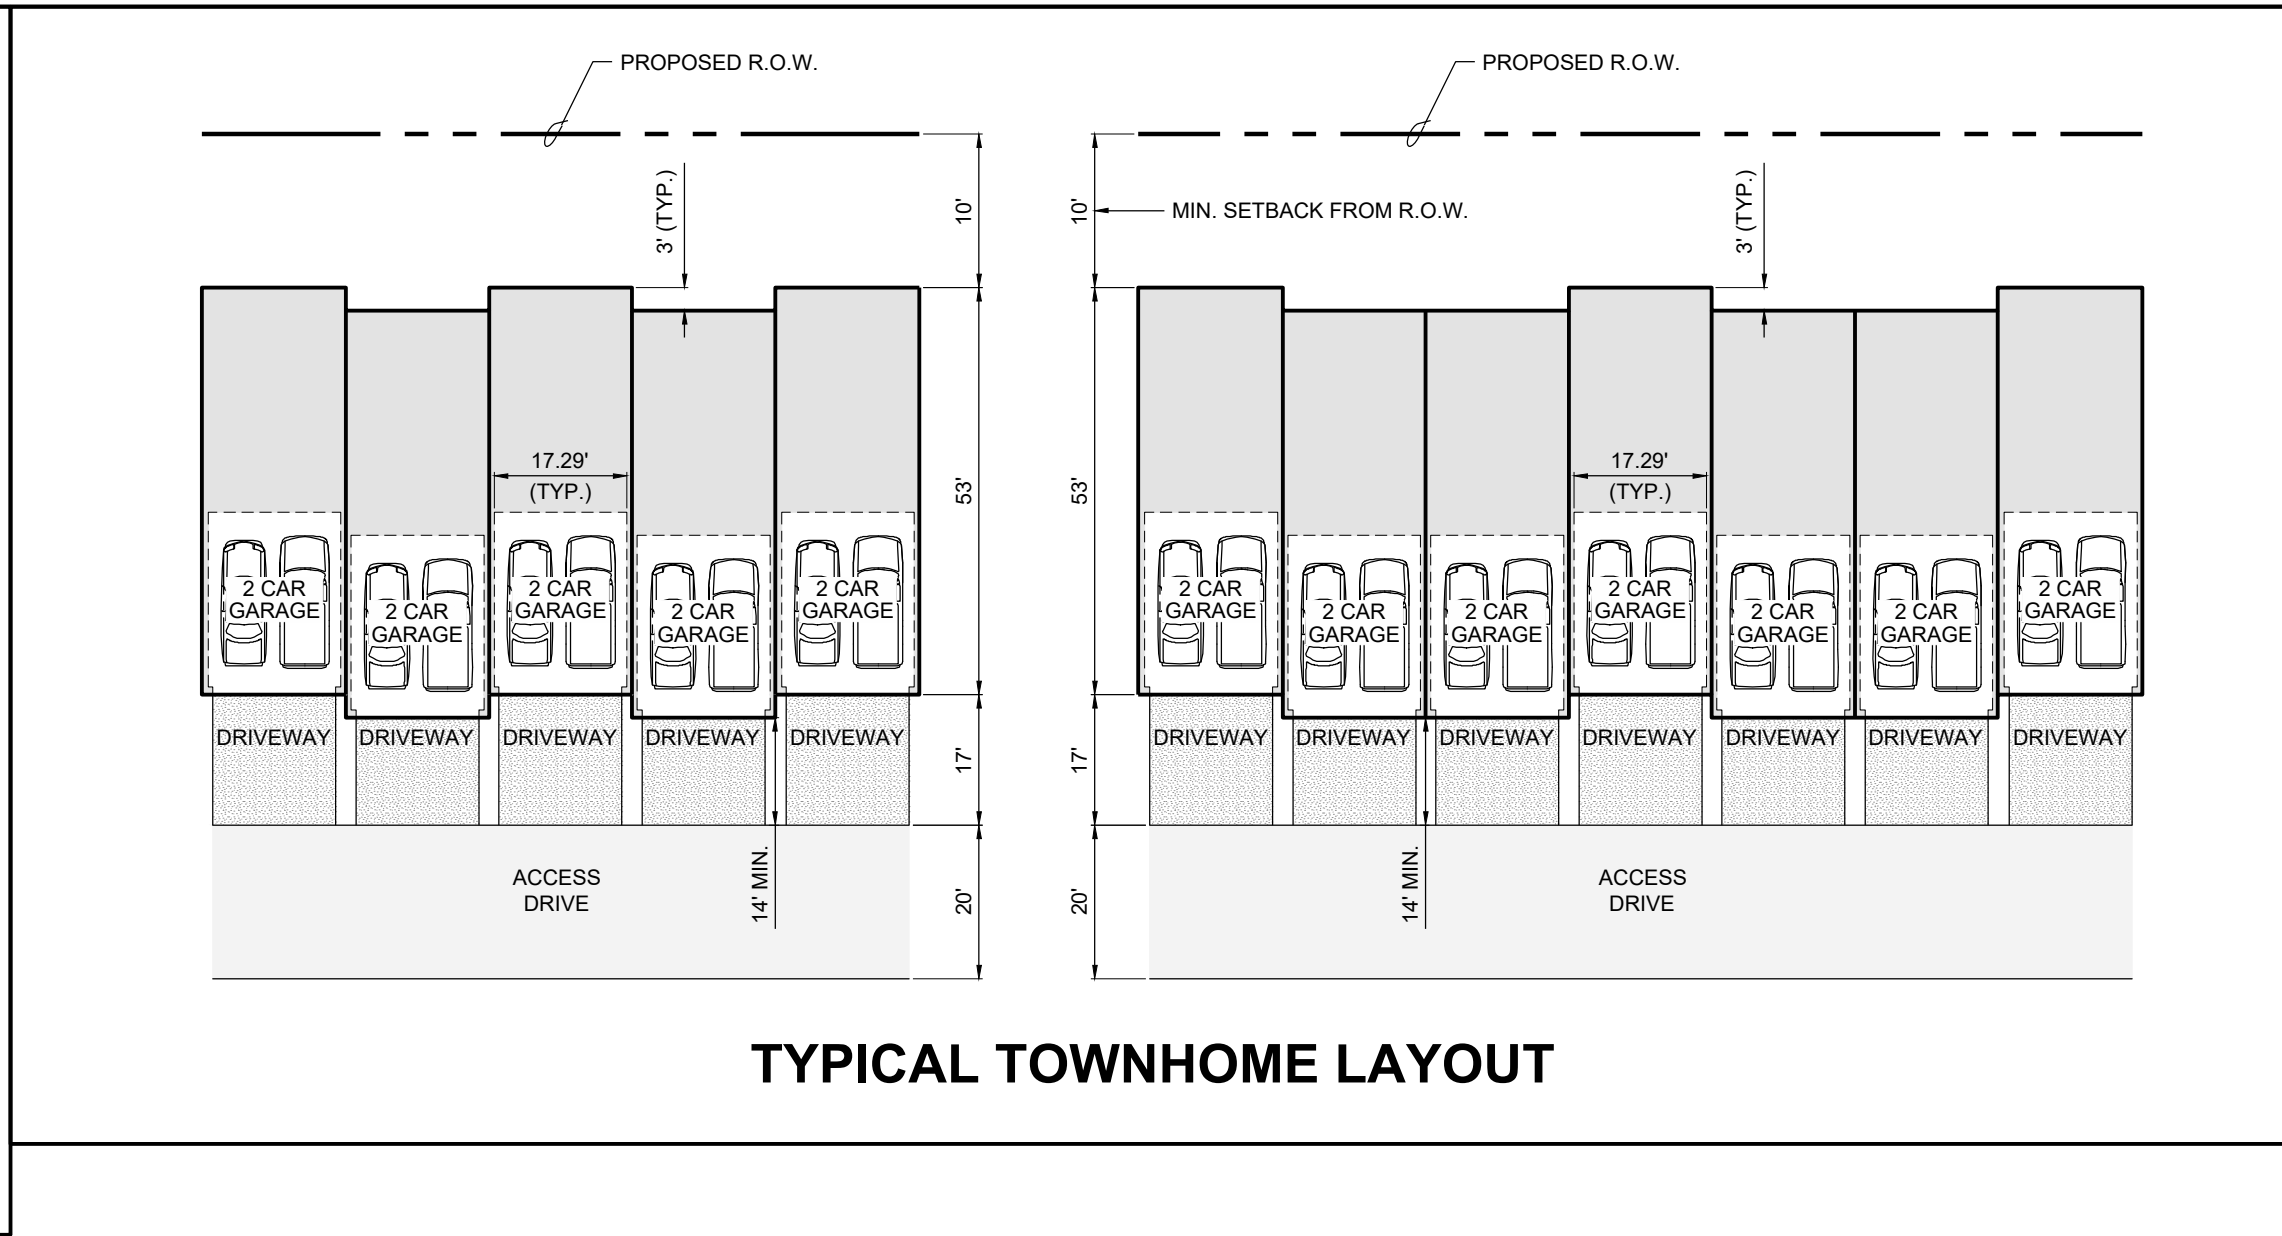 PROPOSED R.O.W.
PROPOSED R.O.W.
3' (TYP.)
10'
10'
MIN. SETBACK FROM R.O.W.
3' (TYP.)
17.29'
(TYP.)
53'
53'
17.29'
(TYP.)
2 CAR
GARAGE
2 CAR
GARAGE
2 CAR
GARAGE
2 CAR
GARAGE
2 CAR
GARAGE
2 CAR
GARAGE
2 CAR
GARAGE
2 CAR
GARAGE
2 CAR
GARAGE
2 CAR
GARAGE
2 CAR
GARAGE
2 CAR
GARAGE
DRIVEWAY
DRIVEWAY
DRIVEWAY
DRIVEWAY
DRIVEWAY
17'
17'
DRIVEWAY
DRIVEWAY
DRIVEWAY
DRIVEWAY
DRIVEWAY
DRIVEWAY
DRIVEWAY
ACCESS
DRIVE
14' MIN.
20'
20'
14' MIN.
ACCESS
DRIVE
TYPICAL TOWNHOME LAYOUT